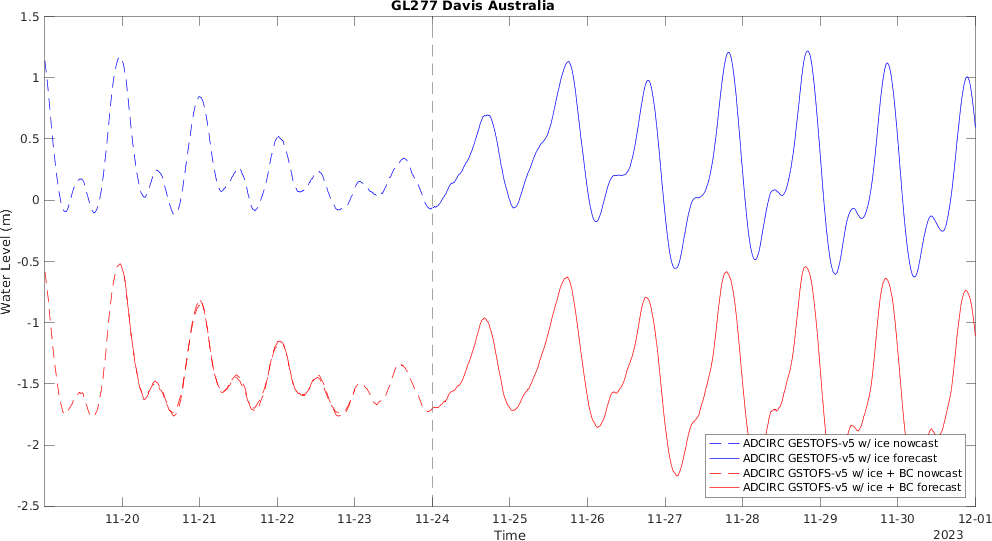 GL277 Davis Australia
1.5
1
0.5
0
-0.5
-1
-1.5
-2
-2.5
Water Level (m)
ADCIRC GESTOFS-v5 w/ ice nowcast
ADCIRC GESTOFS-v5 w/ ice forecast
ADCIRC GSTOFS-v5 w/ ice + BC nowcast
ADCIRC GSTOFS-v5 w/ ice + BC forecast
11-20 11-21 11-22 11-23 11-24 11-25 11-26 11-27 11-28 11-29 11-30 12-01
Time
2023